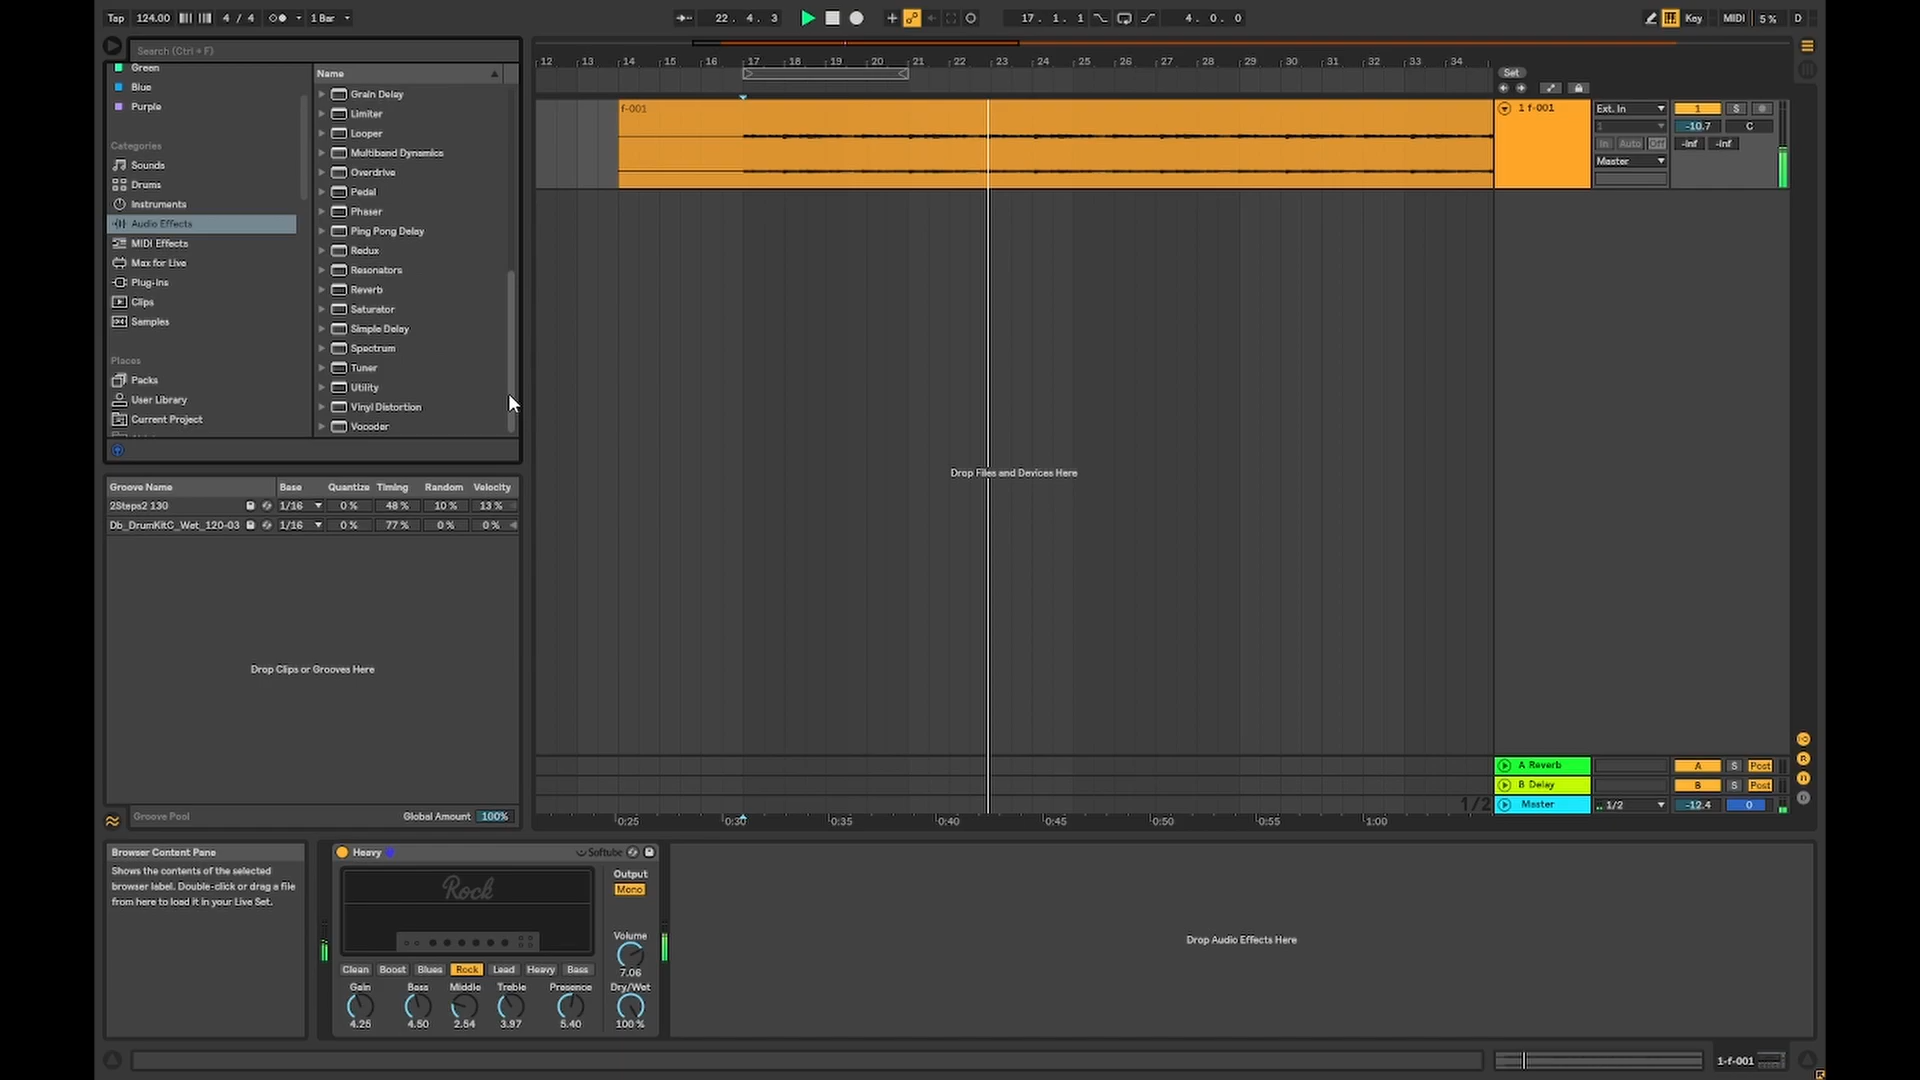 Tap 124.00 4 / 4 1 Bar 22 . 4 . 3 17 . 1 . 1 4 . 0 . 0 Key MIDI 5 % D
Search (Ctrl + F)
Green
Blue
Purple
Categories
Sounds
Drums
Instruments
Audio Effects
MIDI Effects
Max for Live
Plug-ins
Clips
Samples
Places
Packs
User Library
Current Project
Name
Grain Delay
Limiter
Looper
Multiband Dynamics
Overdrive
Pedal
Phaser
Ping Pong Delay
Redux
Resonators
Reverb
Saturator
Simple Delay
Spectrum
Tuner
Utility
Vinyl Distortion
Vocoder
12 13 14 15 16 17 18 19 20 21 22 23 24 25 26 27 28 29 30 31 32 33 34
Set
f-001
1 f-001 Ext. In 1 S
1 -10.7 C
In Auto Off -Inf -Inf
Master
Drop Files and Devices Here
Groove Name Base Quantize Timing Random Velocity
2Steps2 130 1/16 0 % 48 % 10 % 13 %
Db_DrumKitC_Wet_120-03 1/16 0 % 77 % 0 % 0 %
Drop Clips or Grooves Here
Groove Pool Global Amount 100%
A Reverb A S Post
B Delay B S Post
1/2 Master 1/2 -12.4 0
0:25 0:30 0:35 0:40 0:45 0:50 0:55 1:00
Browser Content Pane
Shows the contents of the selected
browser label. Double-click or drag a file
from here to load it in your Live Set.
Heavy Softube
Rock
Output
Mono
Volume
7.06
Clean Boost Blues Rock Lead Heavy Bass
Gain Bass Middle Treble Presence Dry/Wet
4.25 4.50 2.54 3.97 5.40 100 %
Drop Audio Effects Here
1-f-001